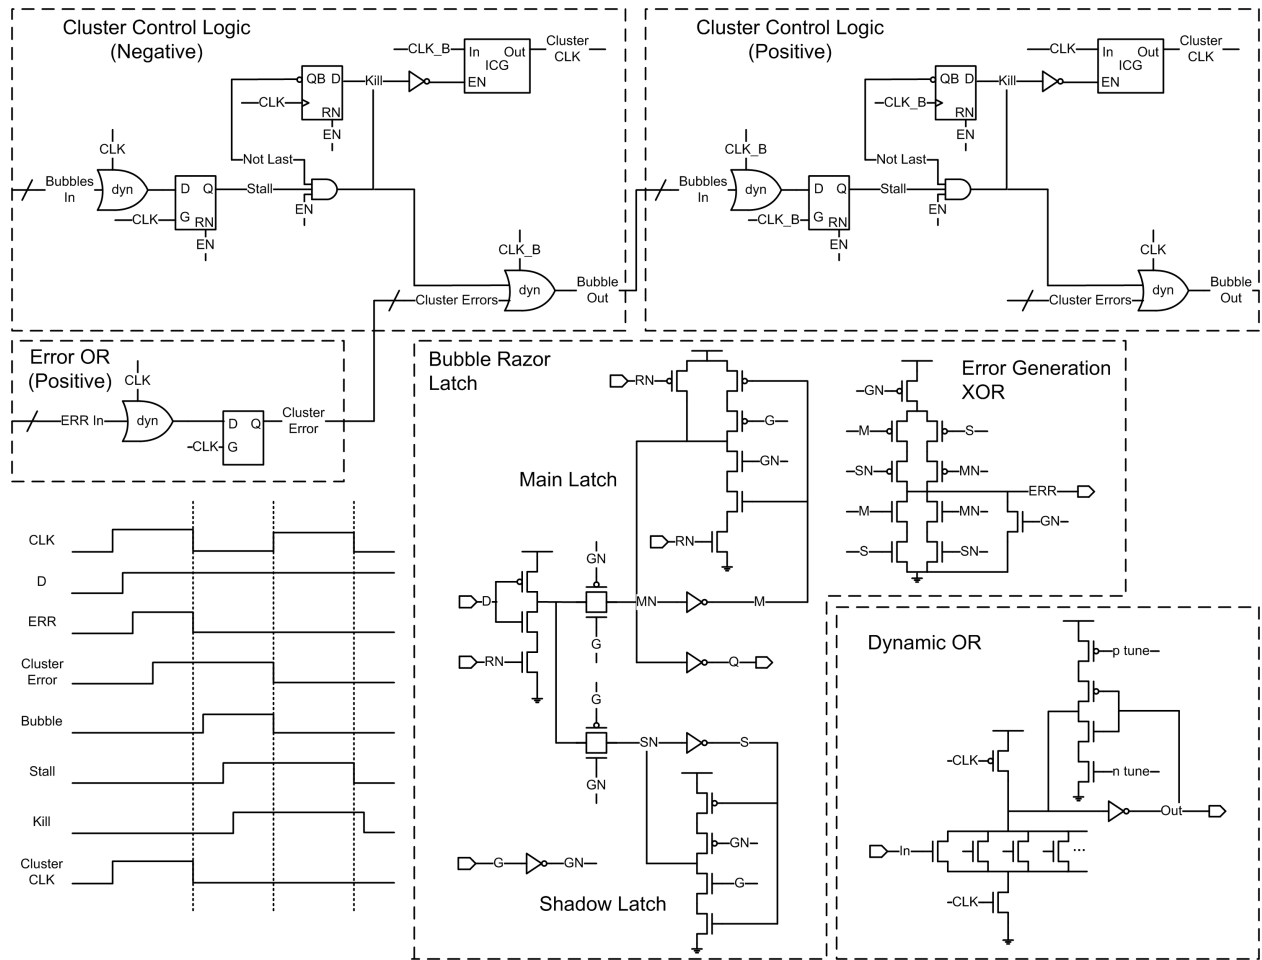 Cluster Control Logic
(Negative)
CLK_B
In
Out
ICG
EN
Cluster
CLK
QB
D
RN
EN
CLK
Kill
Not Last
CLK
Bubbles
In
dyn
D
Q
G
RN
EN
CLK
Stall
EN
CLK_B
Cluster Errors
dyn
Bubble
Out
Cluster Control Logic
(Positive)
CLK
In
Out
ICG
EN
Cluster
CLK
QB
D
RN
EN
CLK_B
Kill
Not Last
CLK_B
Bubbles
In
dyn
D
Q
G
RN
EN
CLK_B
Stall
EN
CLK
Cluster Errors
dyn
Bubble
Out
Error OR
(Positive)
CLK
ERR In
dyn
D
Q
G
CLK
Cluster
Error
CLK
D
ERR
Cluster
Error
Bubble
Stall
Kill
Cluster
CLK
Bubble Razor
Latch
RN
G
GN
Main Latch
RN
GN
D
MN
M
G
RN
Q
G
SN
S
GN
GN
G
GN
G
Shadow Latch
Error Generation
XOR
GN
M
S
SN
MN
ERR
M
MN
GN
S
SN
Dynamic OR
p tune
CLK
n tune
Out
In
...
CLK